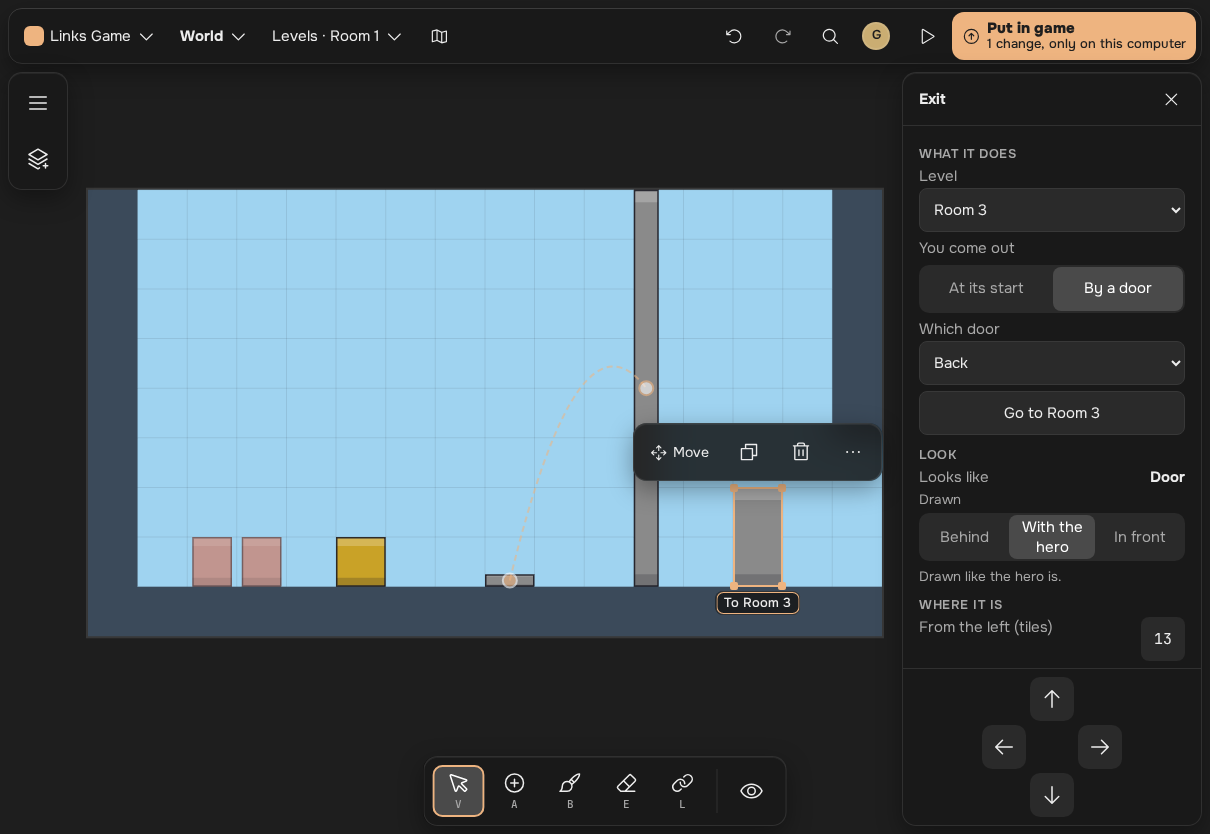 Links Game
World
Levels · Room 1
G
Put in game
1 change, only on this computer
Exit
WHAT IT DOES
Level
Room 3
You come out
At its start
By a door
Which door
Back
Go to Room 3
LOOK
Looks like
Door
Drawn
Behind
With the
hero
In front
Drawn like the hero is.
WHERE IT IS
From the left (tiles)
13
Move
To Room 3
V
A
B
E
L